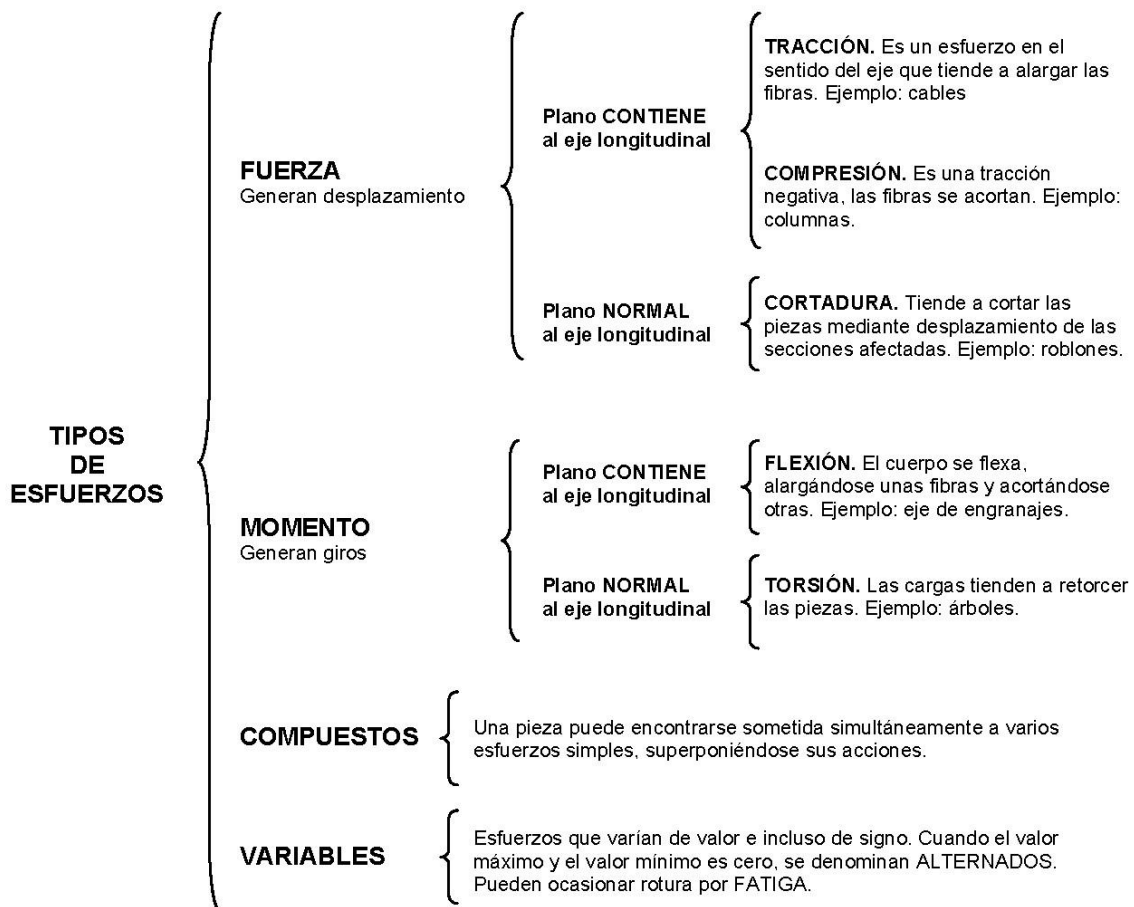 TIPOS
DE
ESFUERZOS
FUERZA
Generan desplazamiento
Plano CONTIENE
al eje longitudinal
TRACCIÓN. Es un esfuerzo en el
sentido del eje que tiende a alargar las
fibras. Ejemplo: cables
COMPRESIÓN. Es una tracción
negativa, las fibras se acortan. Ejemplo:
columnas.
Plano NORMAL
al eje longitudinal
CORTADURA. Tiende a cortar las
piezas mediante desplazamiento de las
secciones afectadas. Ejemplo: roblones.
MOMENTO
Generan giros
Plano CONTIENE
al eje longitudinal
FLEXIÓN. El cuerpo se flexa,
alargándose unas fibras y acortándose
otras. Ejemplo: eje de engranajes.
Plano NORMAL
al eje longitudinal
TORSIÓN. Las cargas tienden a retorcer
las piezas. Ejemplo: árboles.
COMPUESTOS
Una pieza puede encontrarse sometida simultáneamente a varios
esfuerzos simples, superponiéndose sus acciones.
VARIABLES
Esfuerzos que varían de valor e incluso de signo. Cuando el valor
máximo y el valor mínimo es cero, se denominan ALTERNADOS.
Pueden ocasionar rotura por FATIGA.